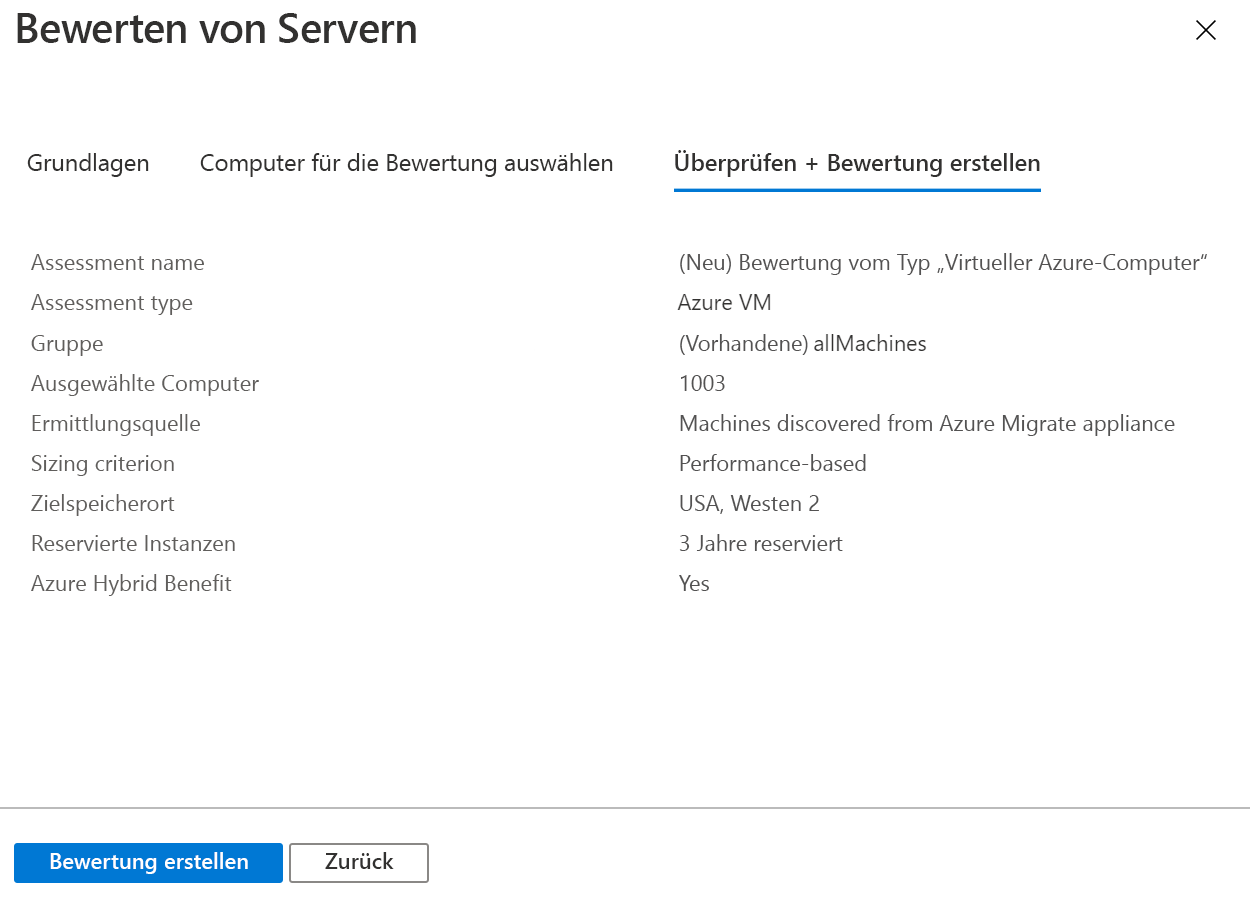 Bewerten von Servern
Grundlagen Computer für die Bewertung auswählen Überprüfen + Bewertung erstellen
Assessment name (Neu) Bewertung vom Typ „Virtueller Azure-Computer“
Assessment type Azure VM
Gruppe (Vorhandene) allMachines
Ausgewählte Computer 1003
Ermittlungsquelle Machines discovered from Azure Migrate appliance
Sizing criterion Performance-based
Zielspeicherort USA, Westen 2
Reservierte Instanzen 3 Jahre reserviert
Azure Hybrid Benefit Yes
Bewertung erstellen Zurück